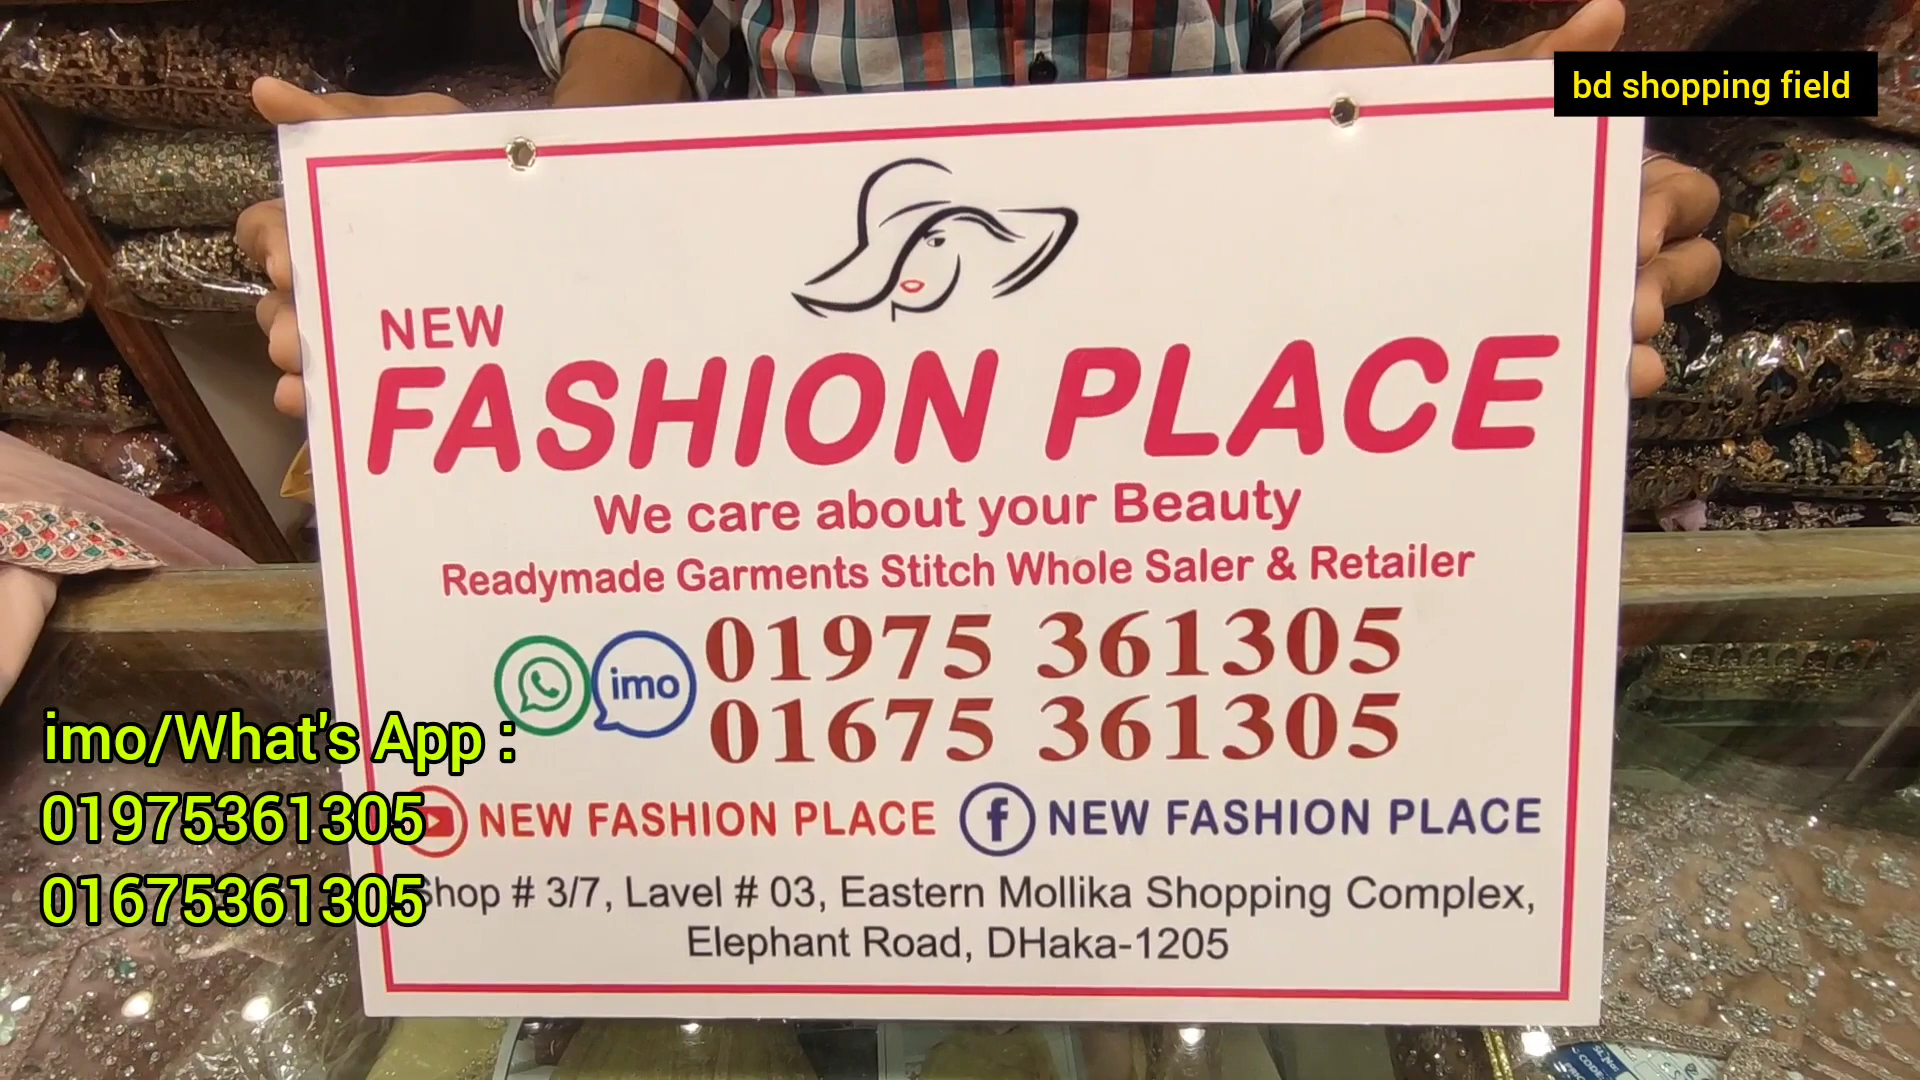 bd shopping field
NEW
FASHION PLACE
We care about your Beauty
Readymade Garments Stitch Whole Saler & Retailer
imo 01975 361305
01675 361305
imo/What's App :
01975361305
01675361305
NEW FASHION PLACE f NEW FASHION PLACE
Shop # 3/7, Lavel # 03, Eastern Mollika Shopping Complex,
Elephant Road, DHaka-1205